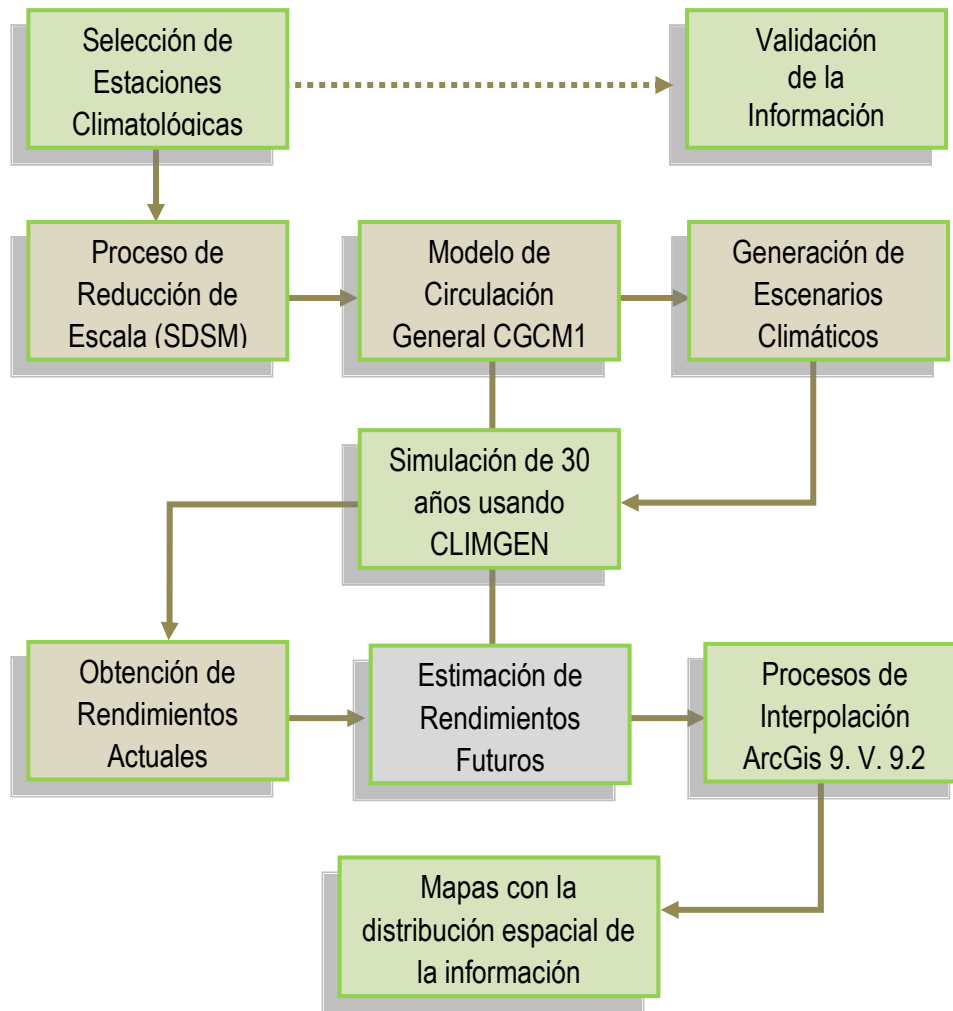 Selección de
Estaciones
Climatológicas
Validación
de la
Información
Proceso de
Reducción de
Escala (SDSM)
Modelo de
Circulación
General CGCM1
Generación de
Escenarios
Climáticos
Simulación de 30
años usando
CLIMGEN
Obtención de
Rendimientos
Actuales
Estimación de
Rendimientos
Futuros
Procesos de
Interpolación
ArcGis 9. V. 9.2
Mapas con la
distribución espacial de
la información